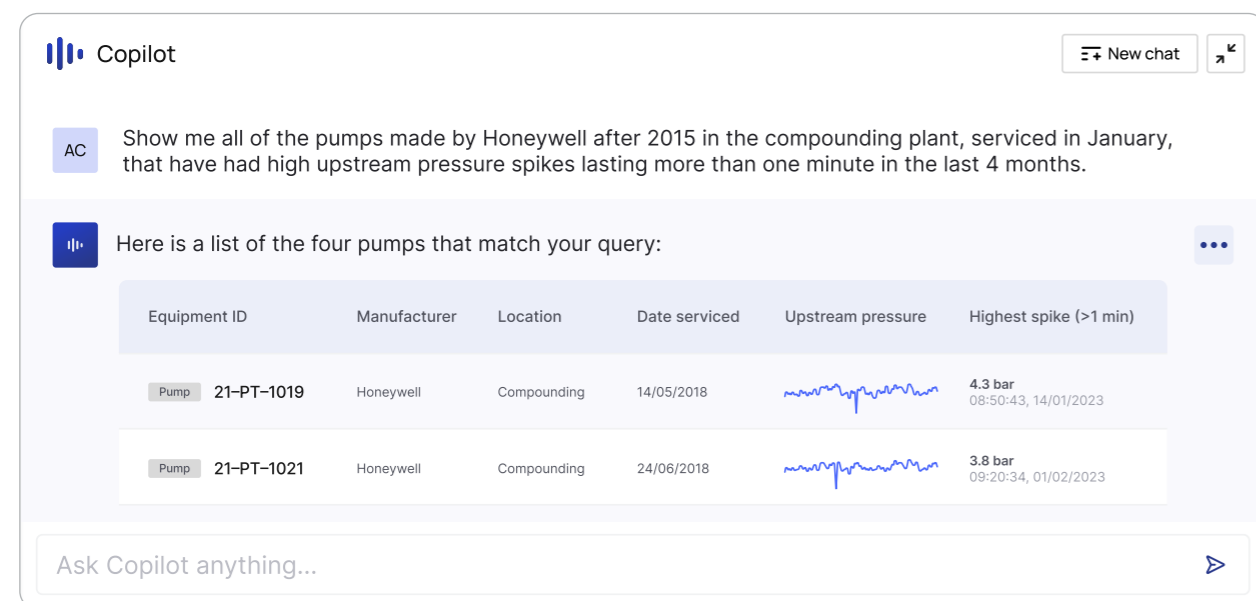 Copilot
New chat
AC
Show me all of the pumps made by Honeywell after 2015 in the compounding plant, serviced in January,
that have had high upstream pressure spikes lasting more than one minute in the last 4 months.
Here is a list of the four pumps that match your query:
Equipment ID Manufacturer Location Date serviced Upstream pressure Highest spike (>1 min)
Pump 21–PT–1019 Honeywell Compounding 14/05/2018 4.3 bar
08:50:43, 14/01/2023
Pump 21–PT–1021 Honeywell Compounding 24/06/2018 3.8 bar
09:20:34, 01/02/2023
Ask Copilot anything...